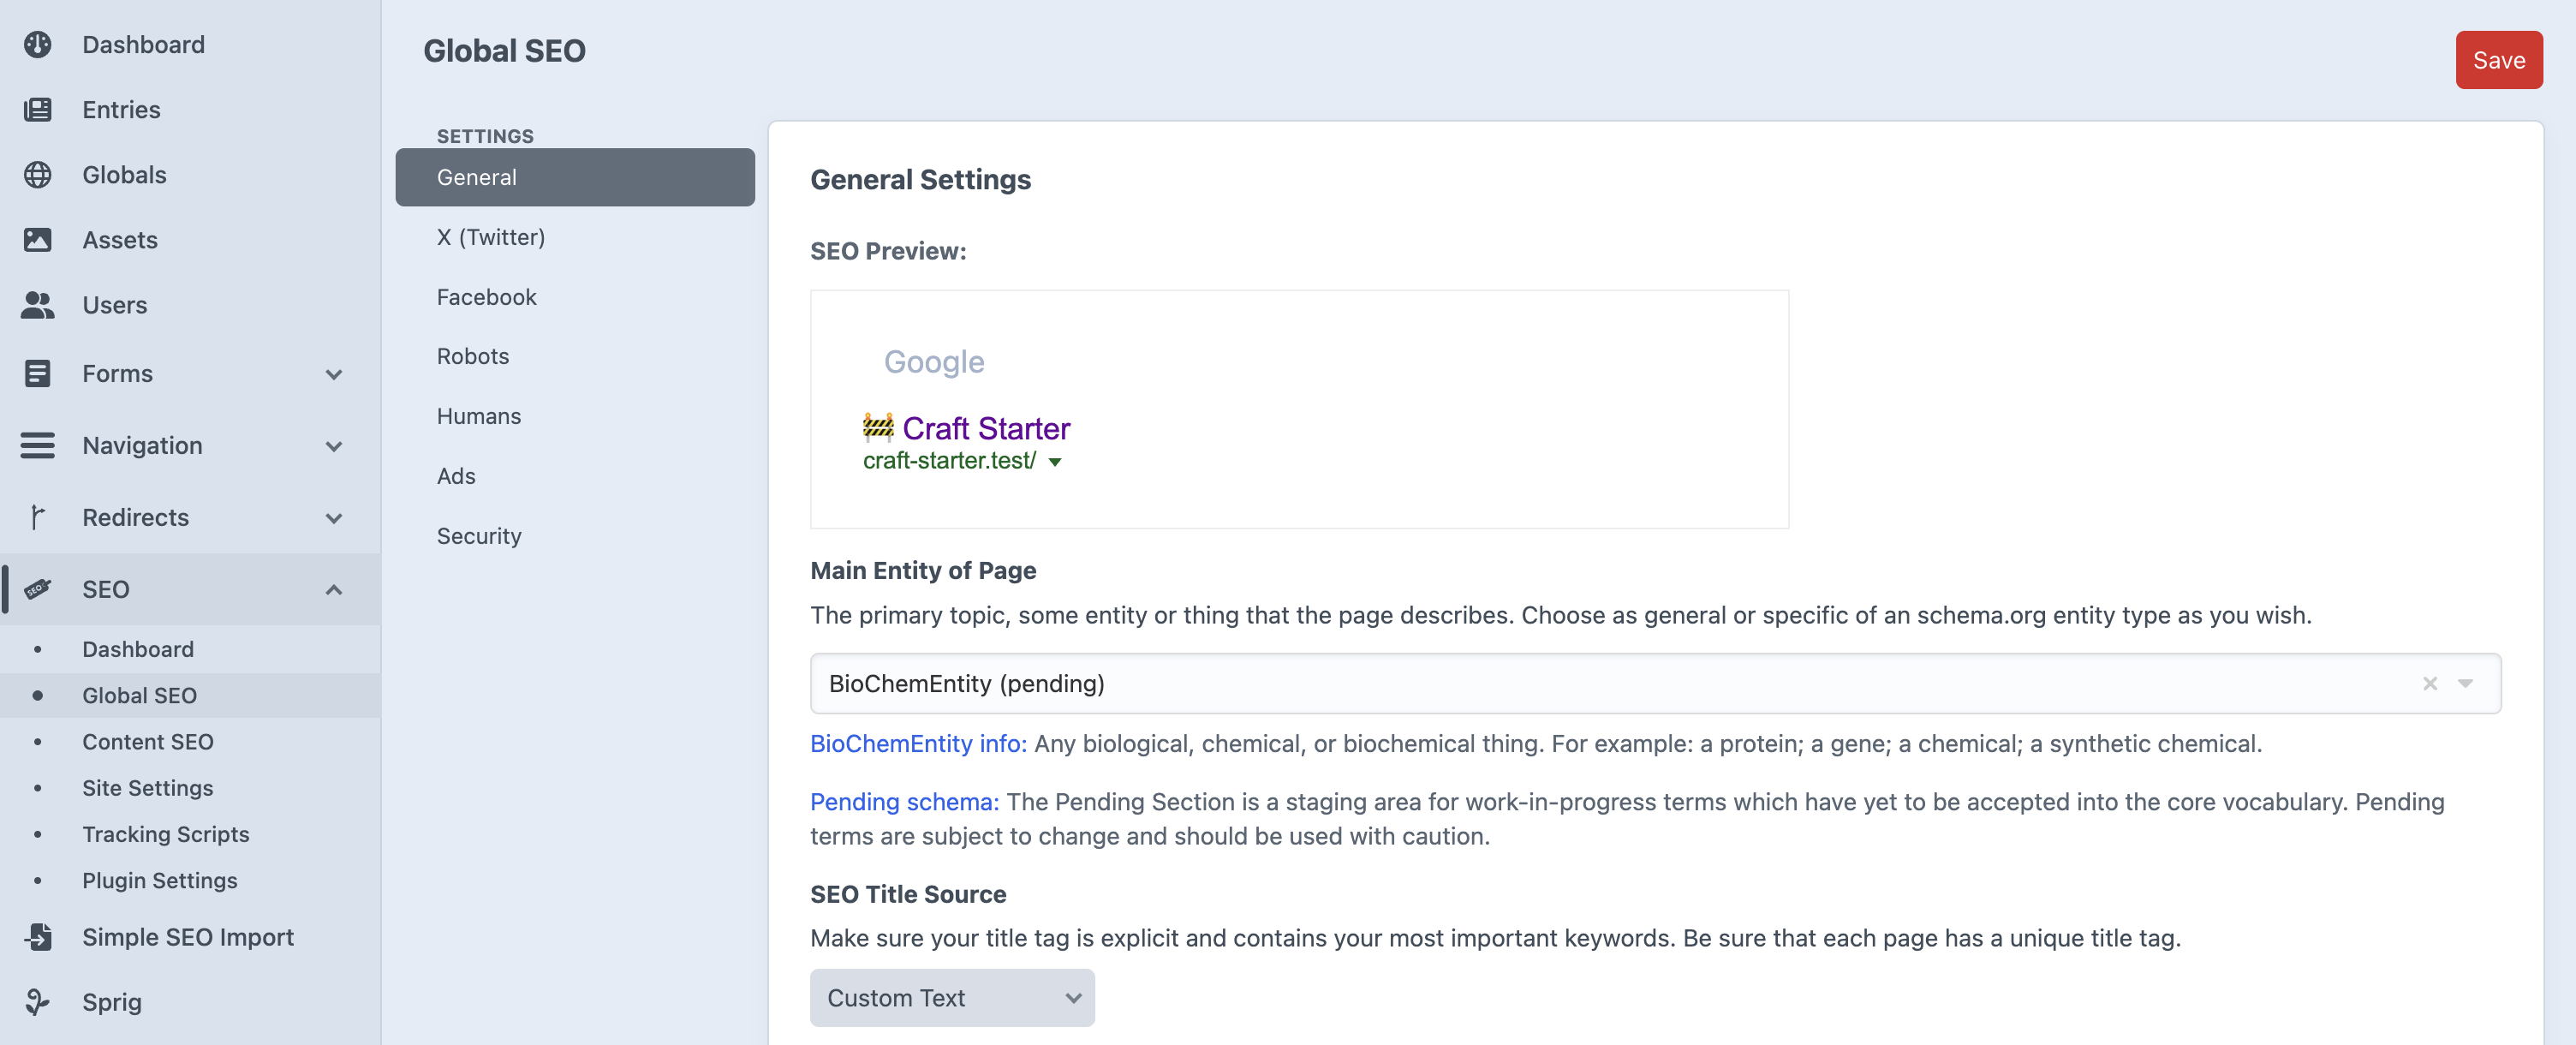 Dashboard
Entries
Globals
Assets
Users
Forms
Navigation
Redirects
SEO
Dashboard
Global SEO
Content SEO
Site Settings
Tracking Scripts
Plugin Settings
Simple SEO Import
Sprig
Global SEO
Save
SETTINGS
General
X (Twitter)
Facebook
Robots
Humans
Ads
Security
General Settings
SEO Preview:
Google
🚧 Craft Starter
craft-starter.test/
Main Entity of Page
The primary topic, some entity or thing that the page describes. Choose as general or specific of an schema.org entity type as you wish.
BioChemEntity (pending)
BioChemEntity info: Any biological, chemical, or biochemical thing. For example: a protein; a gene; a chemical; a synthetic chemical.
Pending schema: The Pending Section is a staging area for work-in-progress terms which have yet to be accepted into the core vocabulary. Pending
terms are subject to change and should be used with caution.
SEO Title Source
Make sure your title tag is explicit and contains your most important keywords. Be sure that each page has a unique title tag.
Custom Text